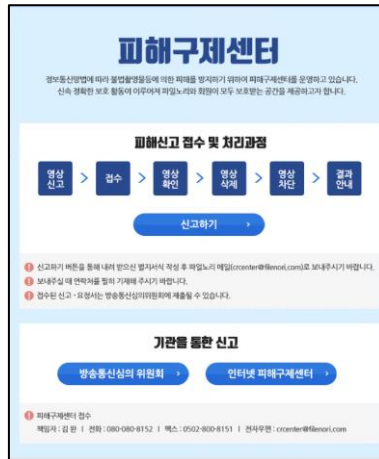 피해구제센터
정보통신망법에 따라 불법촬영물등에 의한 피해를 방지하기 위하여 피해구제센터를 운영하고 있습니다.
신속 정확한 보호 활동이 이루어져 파일노리와 회원이 모두 보호받는 공간을 제공하고자 합니다.
피해신고 접수 및 처리과정
영상 신고 > 접수 > 영상 확인 > 영상 삭제 > 영상 차단 > 결과 안내
신고하기 ›
! 신고하기 버튼을 통해 내려 받으신 별지서식 작성 후 파일노리 메일(crcenter@filenori.com)로 보내주시기 바랍니다.
! 보내주실 때 연락처를 필히 기재해 주시기 바랍니다.
! 접수된 신고 · 요청서는 방송통신심의위원회에 제출될 수 있습니다.
기관을 통한 신고
방송통신심의 위원회 › 인터넷 피해구제센터 ›
! 피해구제센터 접수
책임자 : 김 완 | 전화 : 080-080-8152 | 팩스 : 0502-800-8151 | 전자우편 : crcenter@filenori.com